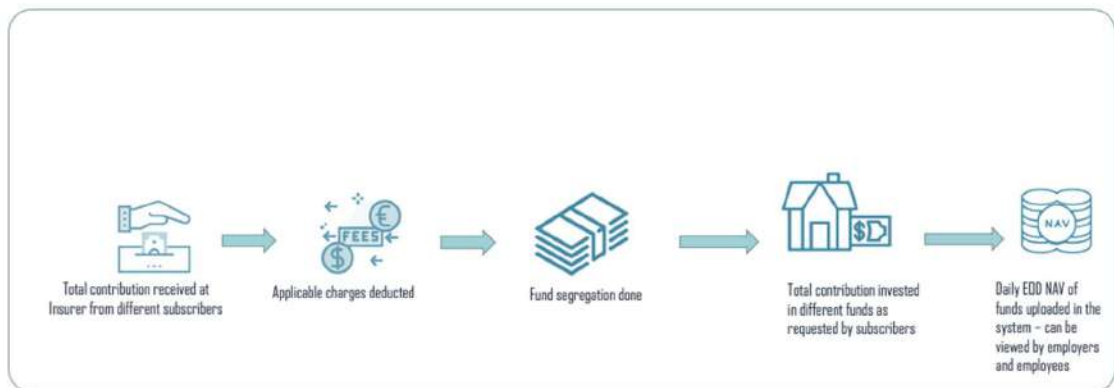 FEES
NAV
Total contribution received at
Insurer from different subscribers
Applicable charges deducted
Fund segregation done
Total contribution invested
in different funds as
requested by subscribers
Daily EOD NAV of
funds uploaded in the
system – can be
viewed by employers
and employees